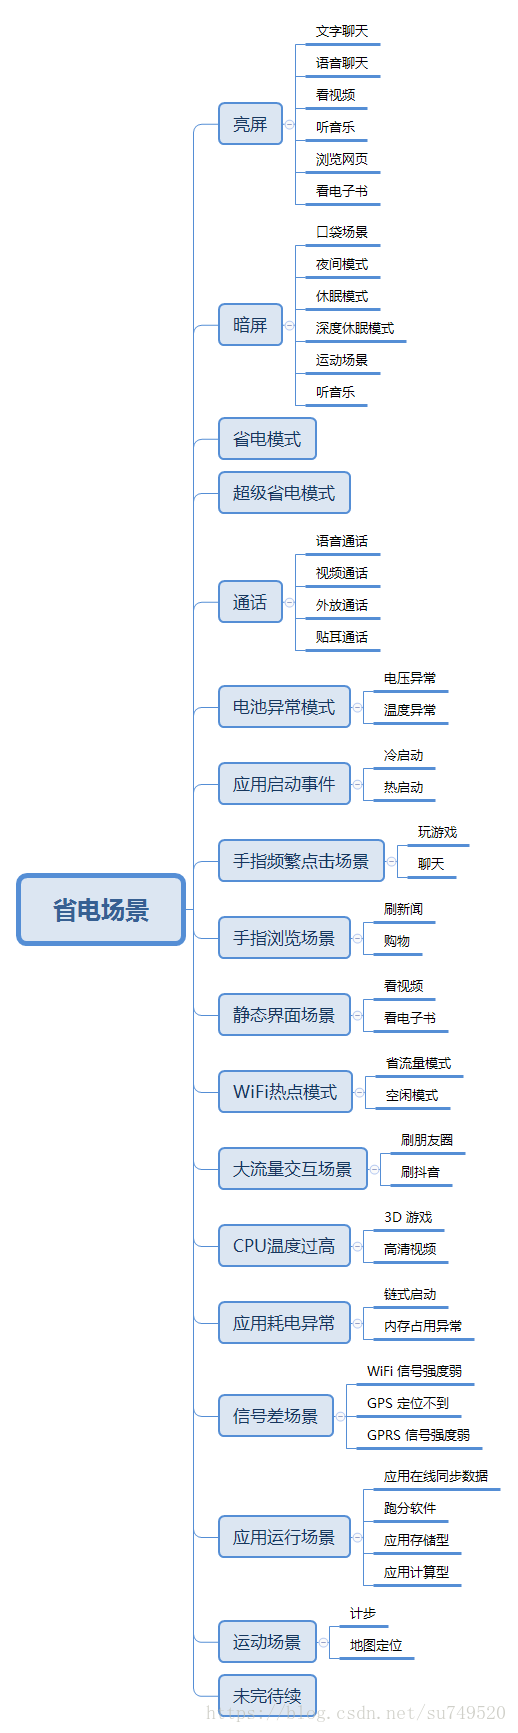 省电场景
亮屏
文字聊天
语音聊天
看视频
听音乐
浏览网页
看电子书
暗屏
口袋场景
夜间模式
休眠模式
深度休眠模式
运动场景
听音乐
省电模式
超级省电模式
通话
语音通话
视频通话
外放通话
贴耳通话
电池异常模式
电压异常
温度异常
应用启动事件
冷启动
热启动
手指频繁点击场景
玩游戏
聊天
手指浏览场景
刷新闻
购物
静态界面场景
看视频
看电子书
WiFi热点模式
省流量模式
空闲模式
大流量交互场景
刷朋友圈
刷抖音
CPU温度过高
3D 游戏
高清视频
应用耗电异常
链式启动
内存占用异常
信号差场景
WiFi 信号强度弱
GPS 定位不到
GPRS 信号强度弱
应用运行场景
应用在线同步数据
跑分软件
应用存储型
应用计算型
运动场景
计步
地图定位
未完待续
https://blog.csdn.net/su749520